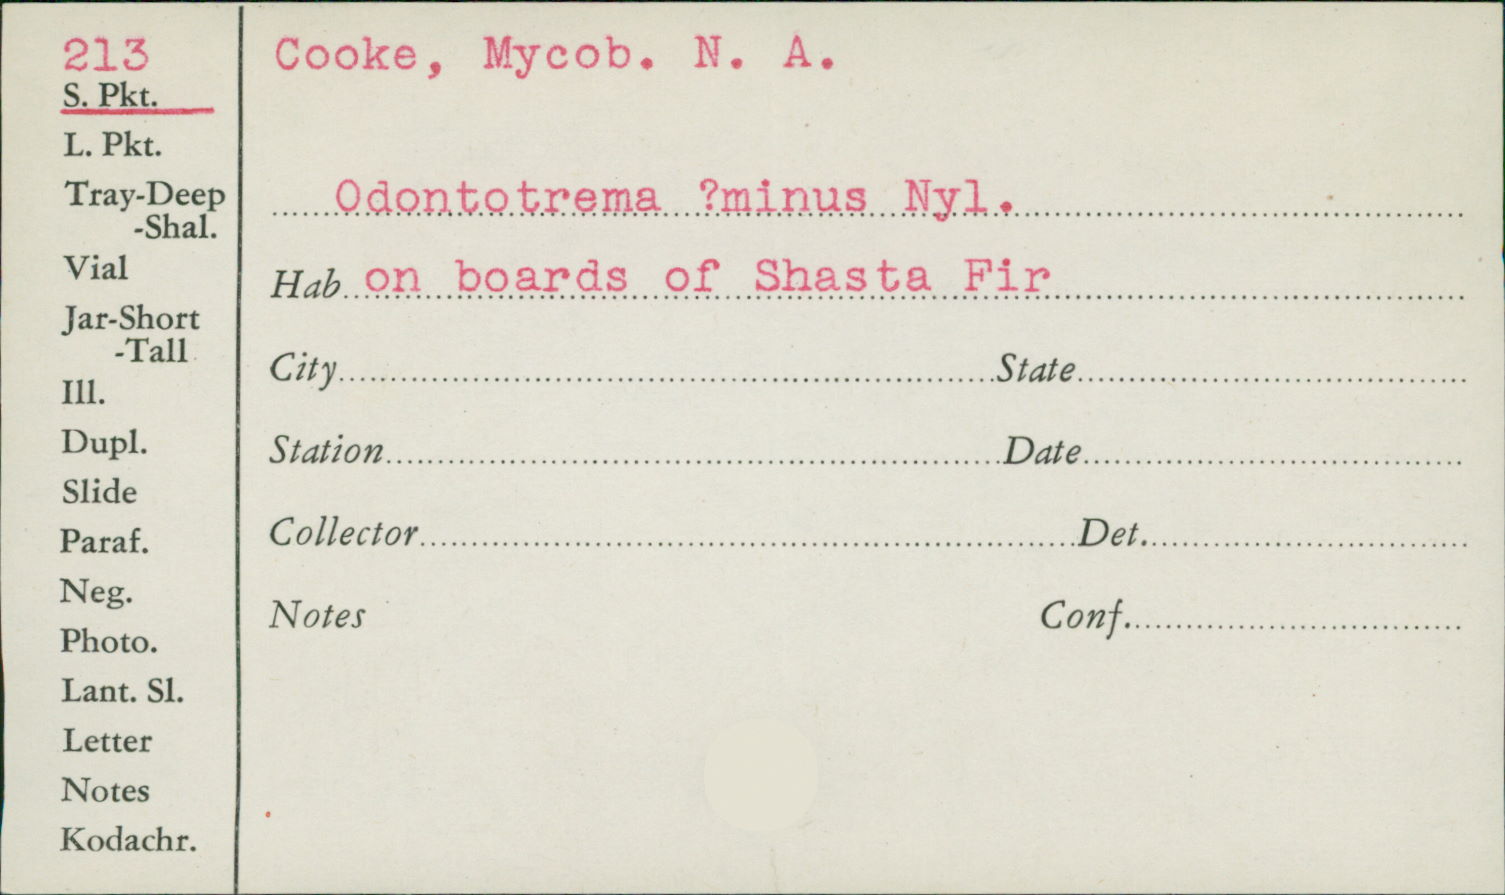 213
S. Pkt.
L. Pkt.
Tray-Deep
-Shal.
Vial
Jar-Short
-Tall
Ill.
Dupl.
Slide
Paraf.
Neg.
Photo.
Lant. Sl.
Letter
Notes
Kodachr.
Cooke, Mycob. N. A.
Odontotrema ?minus Nyl.
Hab on boards of Shasta Fir
City State
Station Date
Collector Det.
Notes Conf.